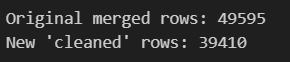 Original merged rows: 49595
New 'cleaned' rows: 39410